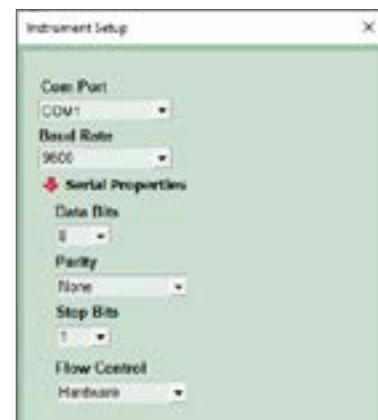 Instrument Setup
Com Port
COM1
Baud Rate
9600
Serial Properties
Data Bits
8
Parity
None
Stop Bits
1
Flow Control
Hardware